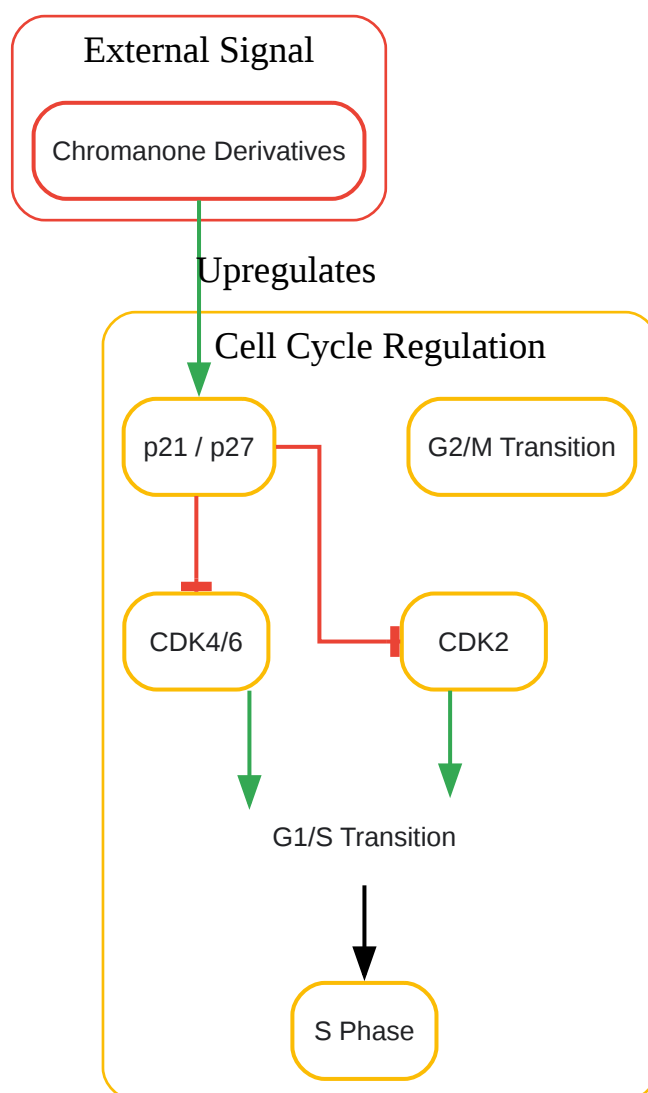 External Signal
Chromanone Derivatives
Upregulates
Cell Cycle Regulation
p21 / p27
G2/M Transition
CDK4/6
CDK2
G1/S Transition
S Phase